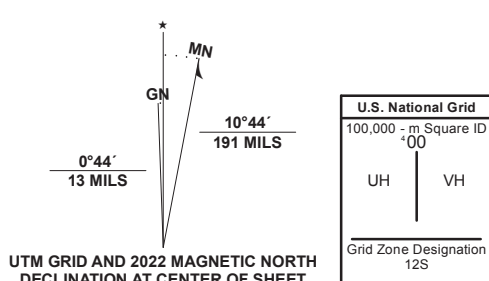 ★
MN
GN
10°44´
191 MILS
0°44´
13 MILS
UTM GRID AND 2022 MAGNETIC NORTH
DECLINATION AT CENTER OF SHEET
U.S. National Grid
100,000 - m Square ID
⁴00
UH VH
Grid Zone Designation
12S